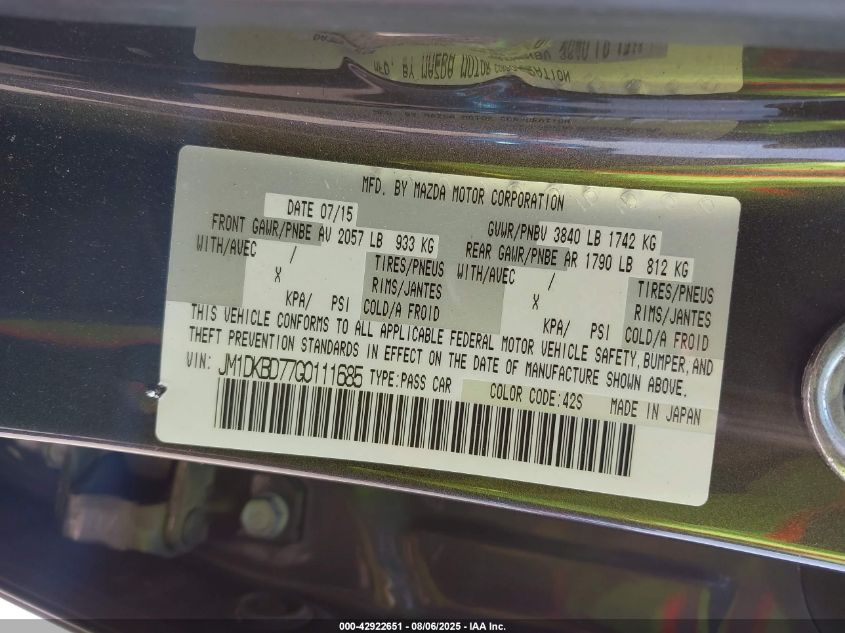 MFD. BY MAZDA MOTOR CORPORATION
DATE 07/15 GVWR/PNBV 3840 LB 1742 KG
FRONT GAWR/PNBE AV 2057 LB 933 KG REAR GAWR/PNBE AR 1790 LB 812 KG
WITH/AVEC / TIRES/PNEUS WITH/AVEC / TIRES/PNEUS
X RIMS/JANTES X RIMS/JANTES
KPA/ PSI COLD/A FROID KPA/ PSI COLD/A FROID
THIS VEHICLE CONFORMS TO ALL APPLICABLE FEDERAL MOTOR VEHICLE SAFETY, BUMPER, AND
THEFT PREVENTION STANDARDS IN EFFECT ON THE DATE OF MANUFACTURE SHOWN ABOVE.
VIN: JM1DKBD77G0111685 TYPE: PASS CAR
COLOR CODE: 42S MADE IN JAPAN
000-42922651 - 08/06/2025 - IAA Inc.